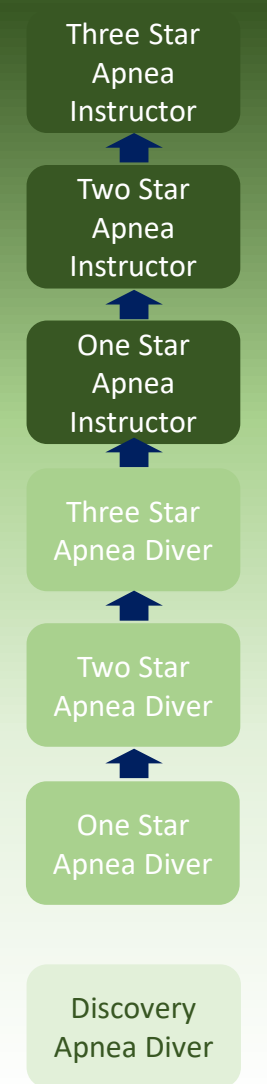 Three Star
Apnea
Instructor
Two Star
Apnea
Instructor
One Star
Apnea
Instructor
Three Star
Apnea Diver
Two Star
Apnea Diver
One Star
Apnea Diver
Discovery
Apnea Diver